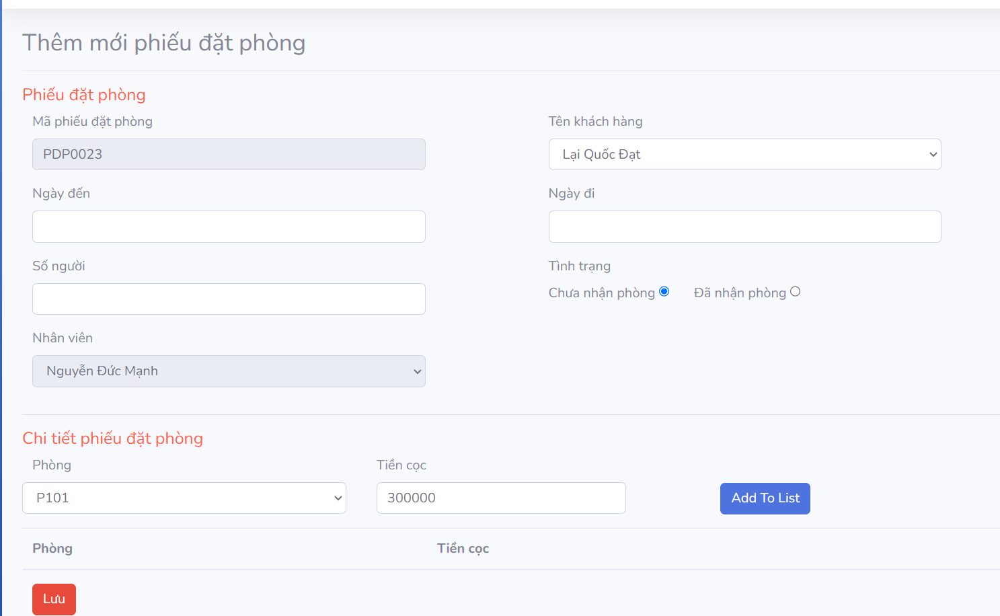 Thêm mới phiếu đặt phòng
Phiếu đặt phòng
Mã phiếu đặt phòng
Tên khách hàng
PDP0023
Lại Quốc Đạt
Ngày đến
Ngày đi
Số người
Tình trạng
Chưa nhận phòng
Đã nhận phòng
Nhân viên
Nguyễn Đức Mạnh
Chi tiết phiếu đặt phòng
Phòng
Tiền cọc
P101
300000
Add To List
Phòng
Tiền cọc
Lưu